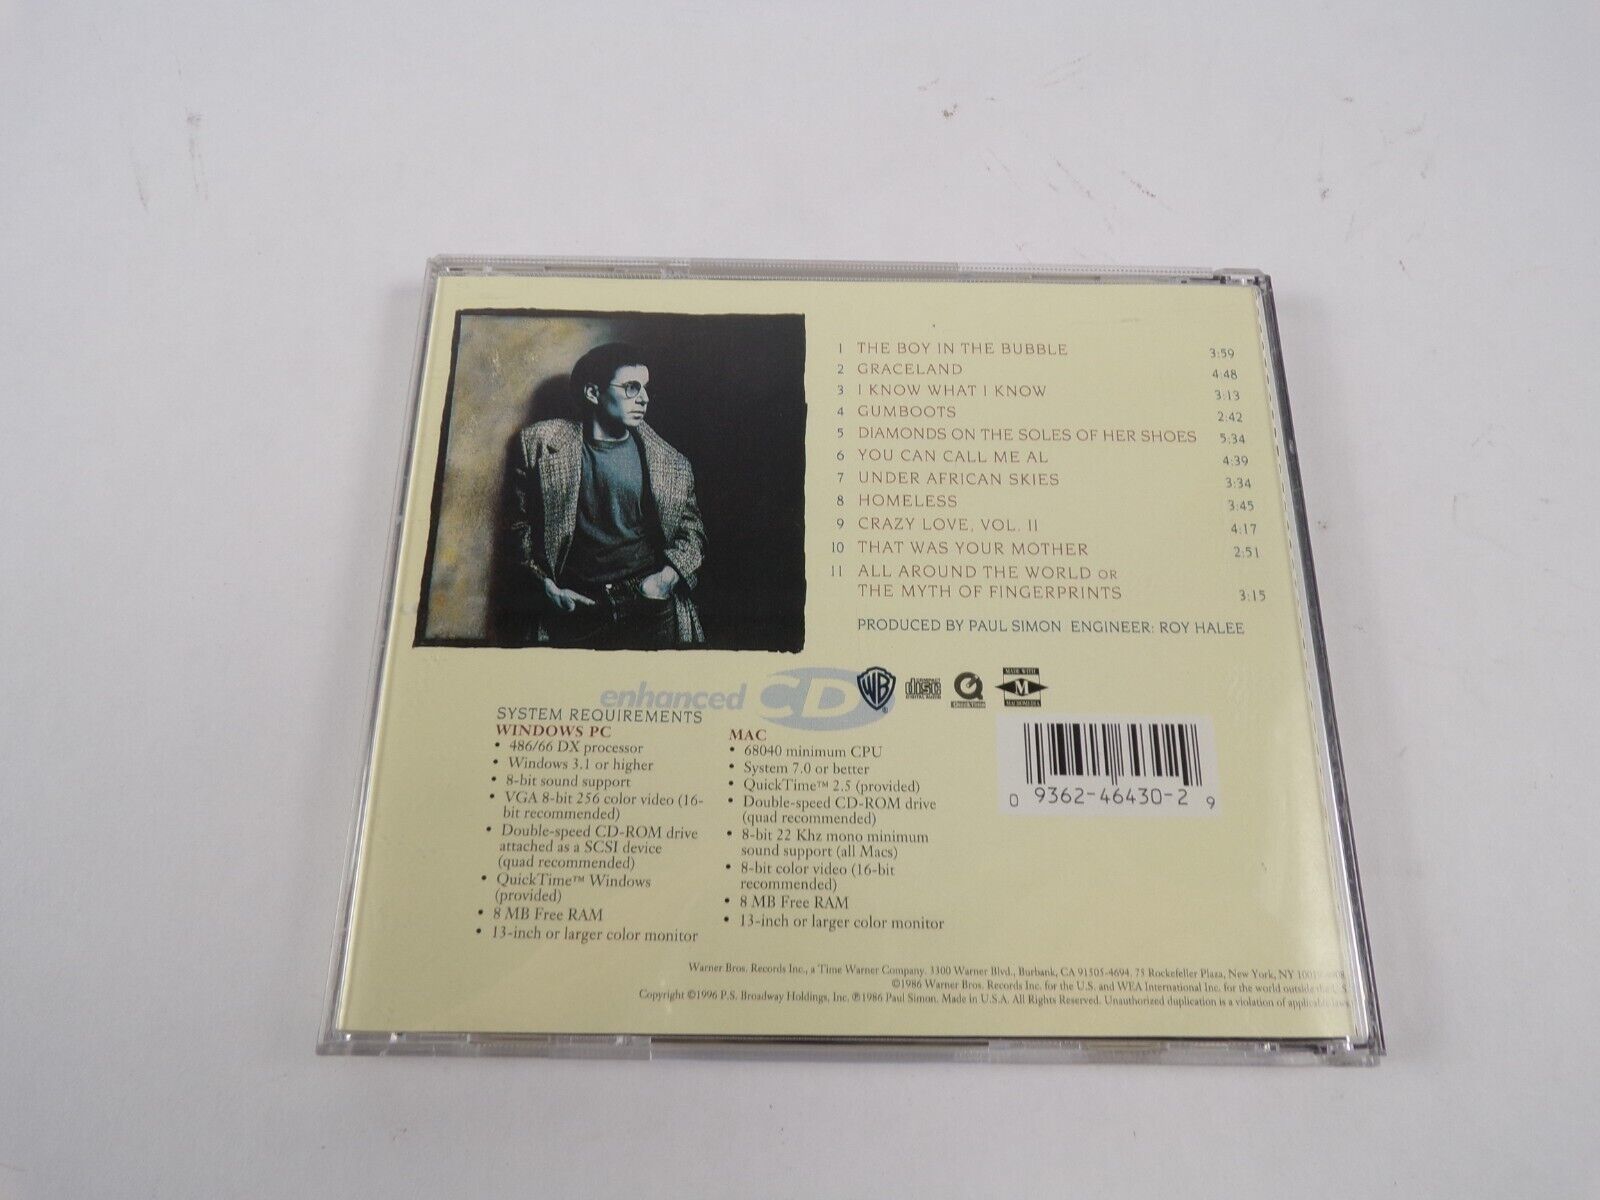 1 THE BOY IN THE BUBBLE 3:59
2 GRACELAND 4:48
3 I KNOW WHAT I KNOW 3:13
4 GUMBOOTS 2:42
5 DIAMONDS ON THE SOLES OF HER SHOES 5:34
6 YOU CAN CALL ME AL 4:39
7 UNDER AFRICAN SKIES 3:34
8 HOMELESS 3:45
9 CRAZY LOVE, VOL. II 4:17
10 THAT WAS YOUR MOTHER 2:51
11 ALL AROUND THE WORLD OR
THE MYTH OF FINGERPRINTS 3:15
PRODUCED BY PAUL SIMON ENGINEER: ROY HALEE
enhanced CD
WB
COMPACT
disc
DIGITAL AUDIO
QuickTime
MADE WITH
M
MACROMEDIA
SYSTEM REQUIREMENTS
WINDOWS PC
• 486/66 DX processor
• Windows 3.1 or higher
• 8-bit sound support
• VGA 8-bit 256 color video (16-
bit recommended)
• Double-speed CD-ROM drive
attached as a SCSI device
(quad recommended)
• QuickTime™ Windows
(provided)
• 8 MB Free RAM
• 13-inch or larger color monitor
MAC
• 68040 minimum CPU
• System 7.0 or better
• QuickTime™ 2.5 (provided)
• Double-speed CD-ROM drive
(quad recommended)
• 8-bit 22 Khz mono minimum
sound support (all Macs)
• 8-bit color video (16-bit
recommended)
• 8 MB Free RAM
• 13-inch or larger color monitor
0 9362-46430-2 9
Warner Bros. Records Inc., a Time Warner Company. 3300 Warner Blvd., Burbank, CA 91505-4694, 75 Rockefeller Plaza, New York, NY
©1986 Warner Bros. Records Inc. for the U.S. and WEA International Inc. for the world outside the U.S.
Copyright ©1996 P.S. Broadway Holdings, Inc. ℗1986 Paul Simon. Made in U.S.A. All Rights Reserved. Unauthorized duplication is a violation of applicable laws.